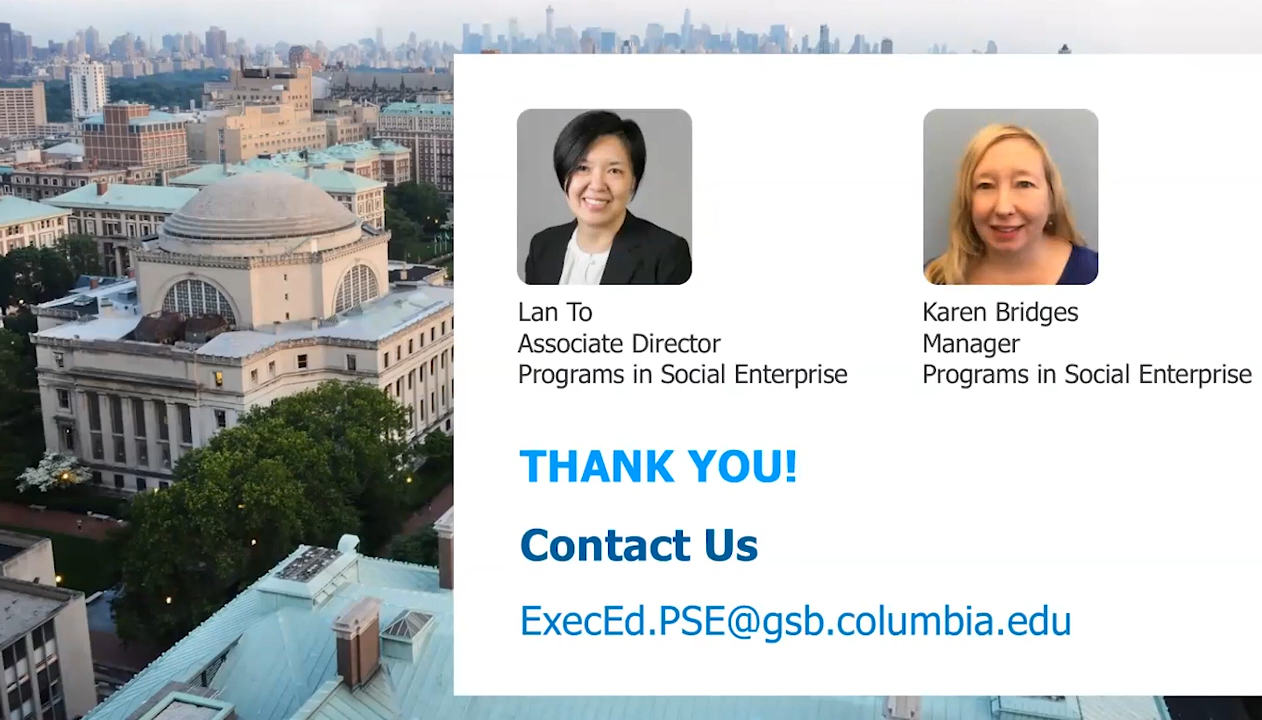 Lan To
Associate Director
Programs in Social Enterprise
Karen Bridges
Manager
Programs in Social Enterprise
THANK YOU!
Contact Us
ExecEd.PSE@gsb.columbia.edu